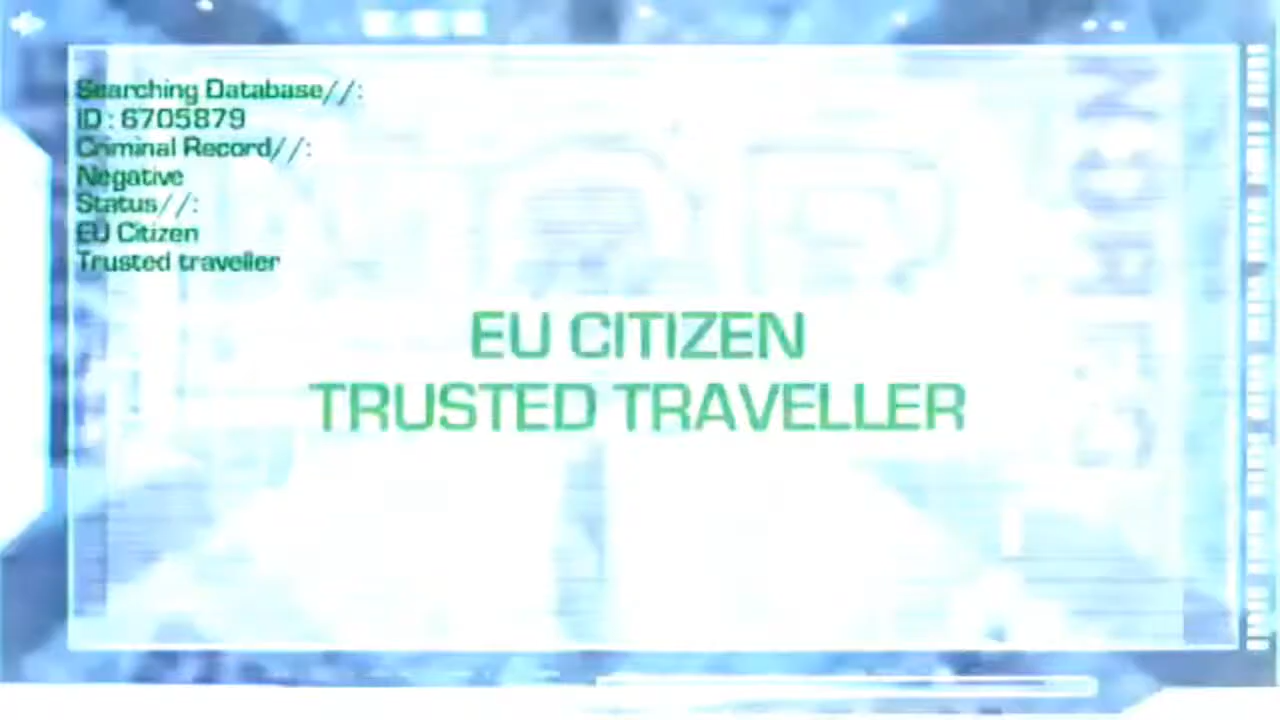 Searching Database//:
ID : 6705879
Criminal Record//:
Negative
Status//:
EU Citizen
Trusted traveller
EU CITIZEN
TRUSTED TRAVELLER